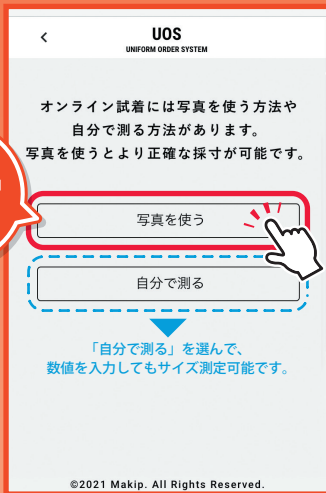 UOS
UNIFORM ORDER SYSTEM
オンライン試着には写真を使う方法や
自分で測る方法があります。
写真を使うとより正確な採寸が可能です。
写真を使う
自分で測る
「自分で測る」を選んで、
数値を入力してもサイズ測定可能です。
©2021 Makip. All Rights Reserved.